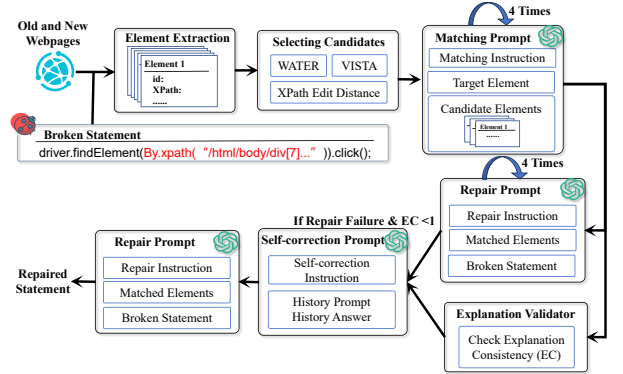 Old and New
Webpages
Element Extraction
Element 1
id:
XPath:
......
Selecting Candidates
WATER
VISTA
XPath Edit Distance
4 Times
Matching Prompt
Matching Instruction
Target Element
Candidate Elements
Element 1
......
Broken Statement
driver.findElement(By.xpath( “/html/body/div[7]...” )).click();
4 Times
Repair Prompt
Repair Instruction
Matched Elements
Broken Statement
If Repair Failure & EC <1
Self-correction Prompt
Self-correction
Instruction
History Prompt
History Answer
Repair Prompt
Repair Instruction
Matched Elements
Broken Statement
Repaired
Statement
Explanation Validator
Check Explanation
Consistency (EC)